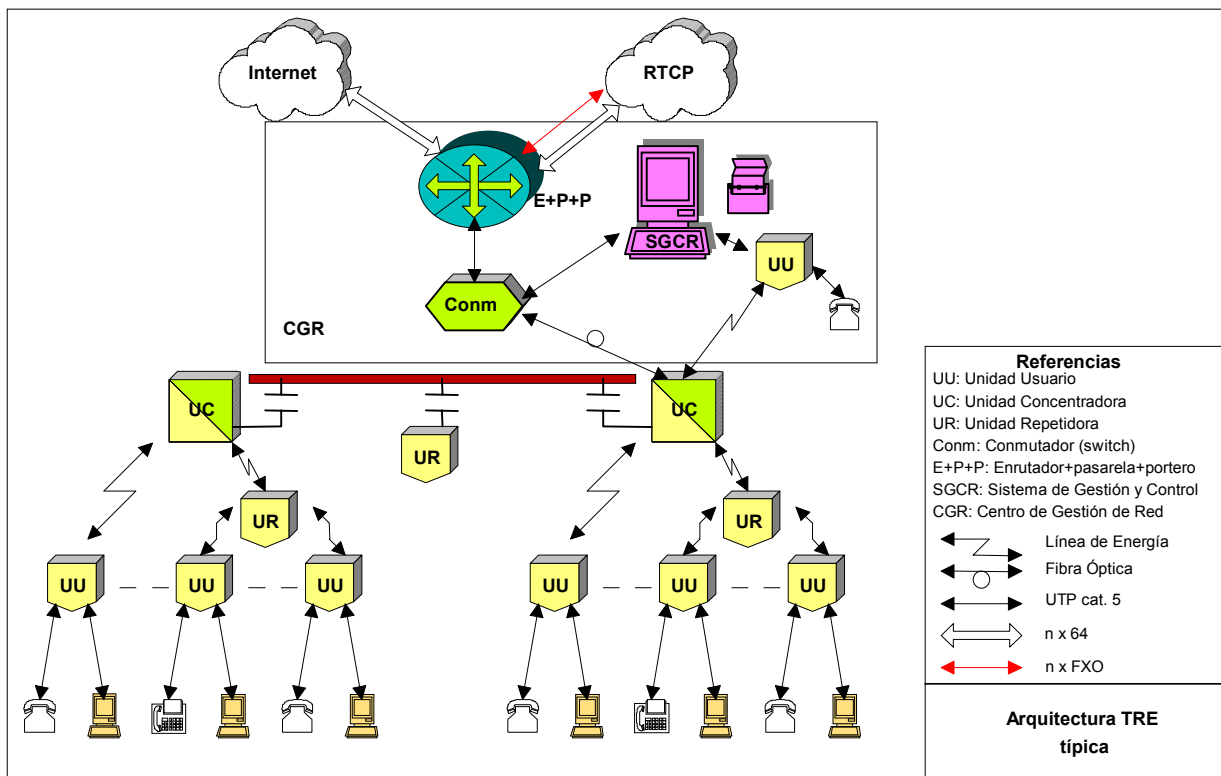 Internet
RTCP
E+P+P
SGCR
UU
Conm
CGR
UC
UC
UR
UR
UR
UU
UU
UU
UU
UU
UU
Referencias
UU: Unidad Usuario
UC: Unidad Concentradora
UR: Unidad Repetidora
Conm: Conmutador (switch)
E+P+P: Enrutador+pasarela+portero
SGCR: Sistema de Gestión y Control
CGR: Centro de Gestión de Red
Línea de Energía
Fibra Óptica
UTP cat. 5
n x 64
n x FXO
Arquitectura TRE
típica